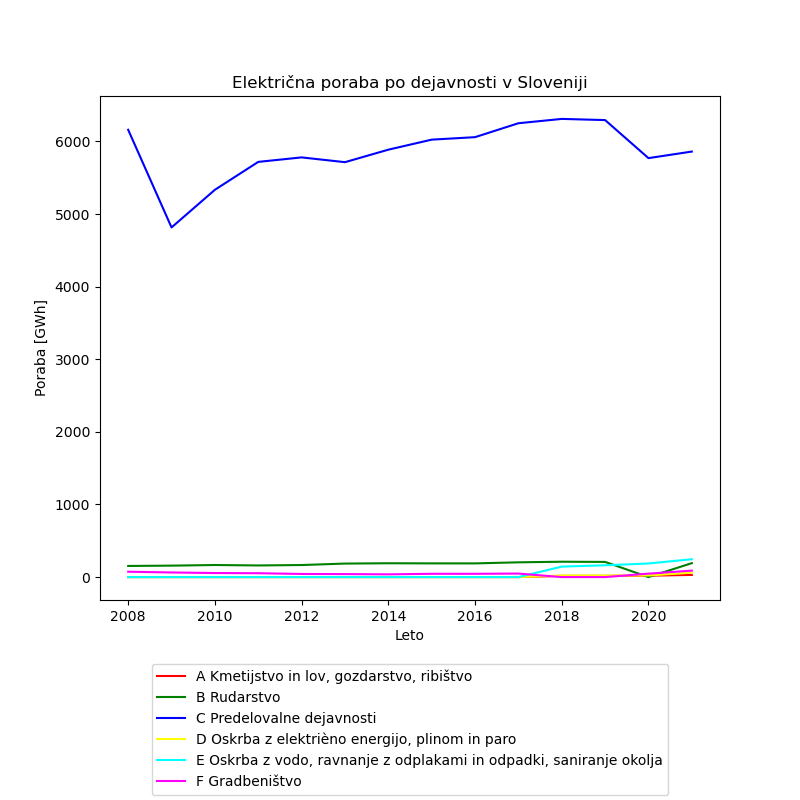 Električna poraba po dejavnosti v Sloveniji
6000
5000
4000
3000
2000
1000
0
Poraba [GWh]
2008 2010 2012 2014 2016 2018 2020
Leto
A Kmetijstvo in lov, gozdarstvo, ribištvo
B Rudarstvo
C Predelovalne dejavnosti
D Oskrba z elektrièno energijo, plinom in paro
E Oskrba z vodo, ravnanje z odplakami in odpadki, saniranje okolja
F Gradbeništvo